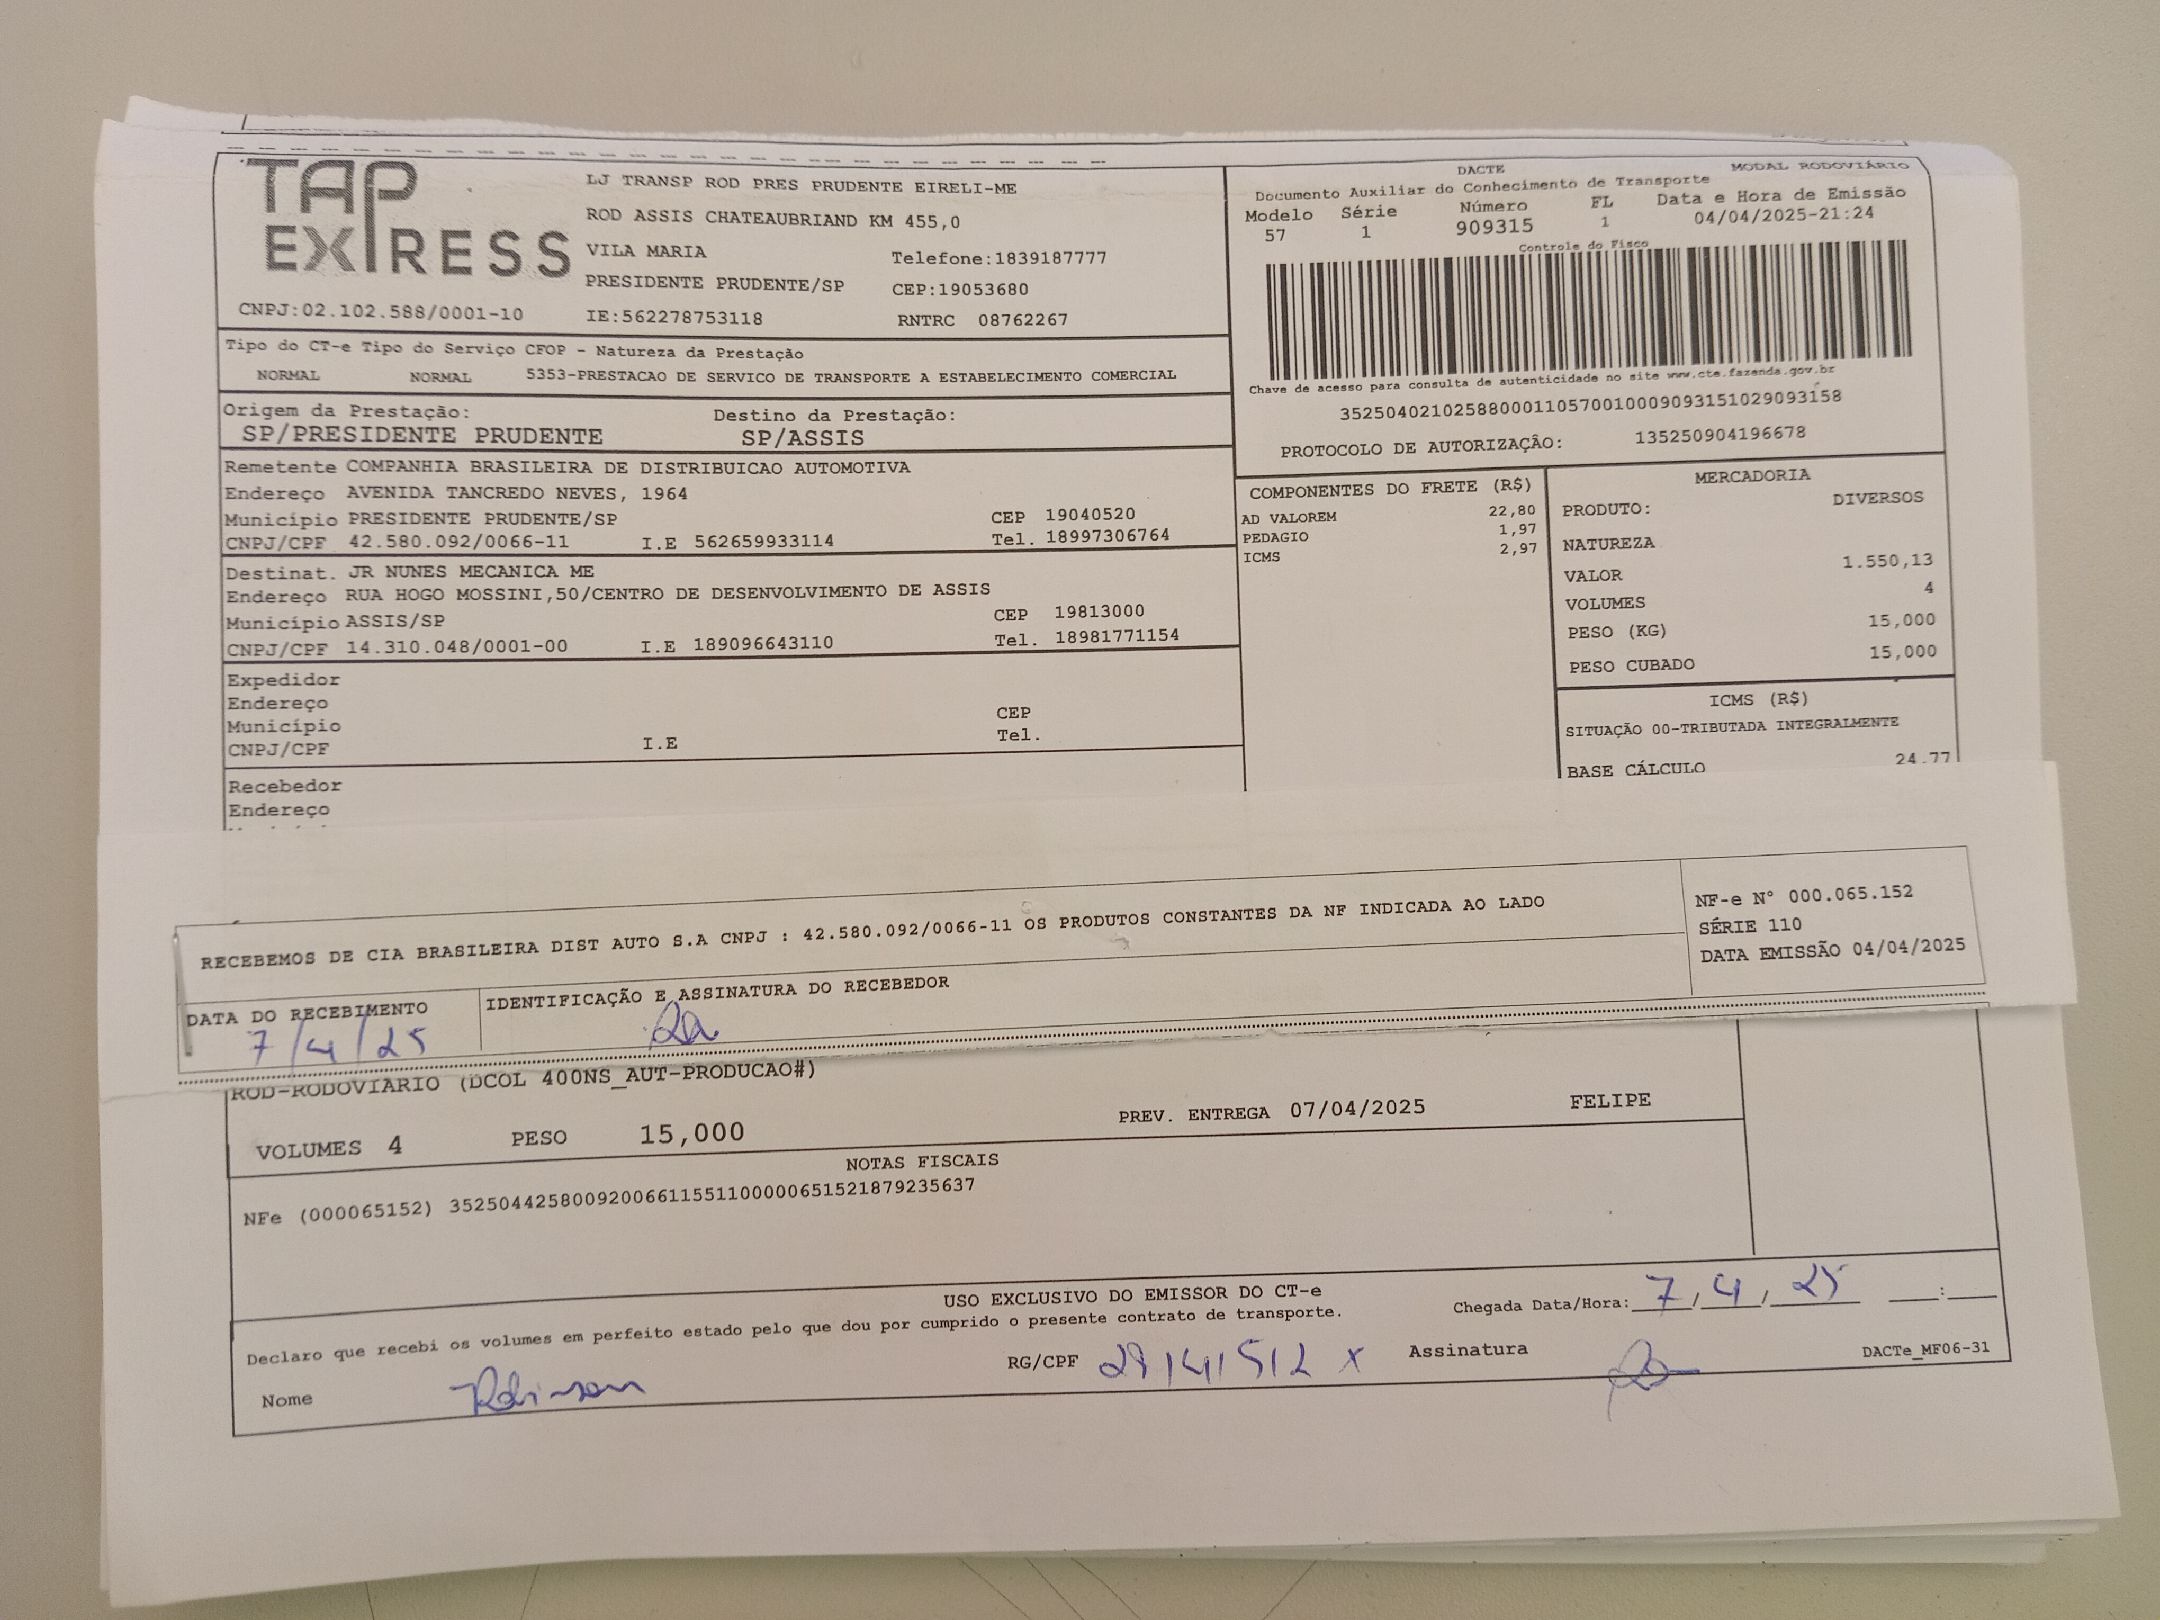 TAP EXPRESS
LJ TRANSP ROD PRES PRUDENTE EIRELI-ME
ROD ASSIS CHATEAUBRIAND KM 455,0
VILA MARIA Telefone:1839187777
PRESIDENTE PRUDENTE/SP CEP:19053680
CNPJ:02.102.588/0001-10 IE:562278753118 RNTRC 08762267
DACTE MODAL RODOVIÁRIO
Documento Auxiliar do Conhecimento de Transporte
Modelo Série Número FL Data e Hora de Emissão
57 1 909315 1 04/04/2025-21:24
Controle do Fisco
Chave de acesso para consulta de autenticidade no site www.cte.fazenda.gov.br
35250402102588000110570010009093151029093158
PROTOCOLO DE AUTORIZAÇÃO: 135250904196678
Tipo do CT-e Tipo do Serviço CFOP - Natureza da Prestação
NORMAL NORMAL 5353-PRESTACAO DE SERVICO DE TRANSPORTE A ESTABELECIMENTO COMERCIAL
Origem da Prestação: Destino da Prestação:
SP/PRESIDENTE PRUDENTE SP/ASSIS
Remetente COMPANHIA BRASILEIRA DE DISTRIBUICAO AUTOMOTIVA
Endereço AVENIDA TANCREDO NEVES, 1964
Município PRESIDENTE PRUDENTE/SP CEP 19040520
CNPJ/CPF 42.580.092/0066-11 I.E 562659933114 Tel. 18997306764
Destinat. JR NUNES MECANICA ME
Endereço RUA HOGO MOSSINI,50/CENTRO DE DESENVOLVIMENTO DE ASSIS
Município ASSIS/SP CEP 19813000
CNPJ/CPF 14.310.048/0001-00 I.E 189096643110 Tel. 18981771154
Expedidor
Endereço
Município CEP
CNPJ/CPF I.E Tel.
Recebedor
Endereço
COMPONENTES DO FRETE (R$)
AD VALOREM 22,80
PEDAGIO 1,97
ICMS 2,97
MERCADORIA
PRODUTO: DIVERSOS
NATUREZA
VALOR 1.550,13
VOLUMES 4
PESO (KG) 15,000
PESO CUBADO 15,000
ICMS (R$)
SITUAÇÃO 00-TRIBUTADA INTEGRALMENTE
BASE CÁLCULO 24,77
RECEBEMOS DE CIA BRASILEIRA DIST AUTO S.A CNPJ : 42.580.092/0066-11 OS PRODUTOS CONSTANTES DA NF INDICADA AO LADO
NF-e N° 000.065.152
SÉRIE 110
DATA EMISSÃO 04/04/2025
DATA DO RECEBIMENTO IDENTIFICAÇÃO E ASSINATURA DO RECEBEDOR
7/4/25
ROD-RODOVIARIO (DCOL 400NS_AUT-PRODUCAO#)
VOLUMES 4 PESO 15,000 PREV. ENTREGA 07/04/2025 FELIPE
NOTAS FISCAIS
NFe (000065152) 35250442580092006611551100000651521879235637
USO EXCLUSIVO DO EMISSOR DO CT-e
Declaro que recebi os volumes em perfeito estado pelo que dou por cumprido o presente contrato de transporte.
Chegada Data/Hora: 7, 4, 25 :
Nome Robinson RG/CPF Assinatura
DACTe_MF06-31